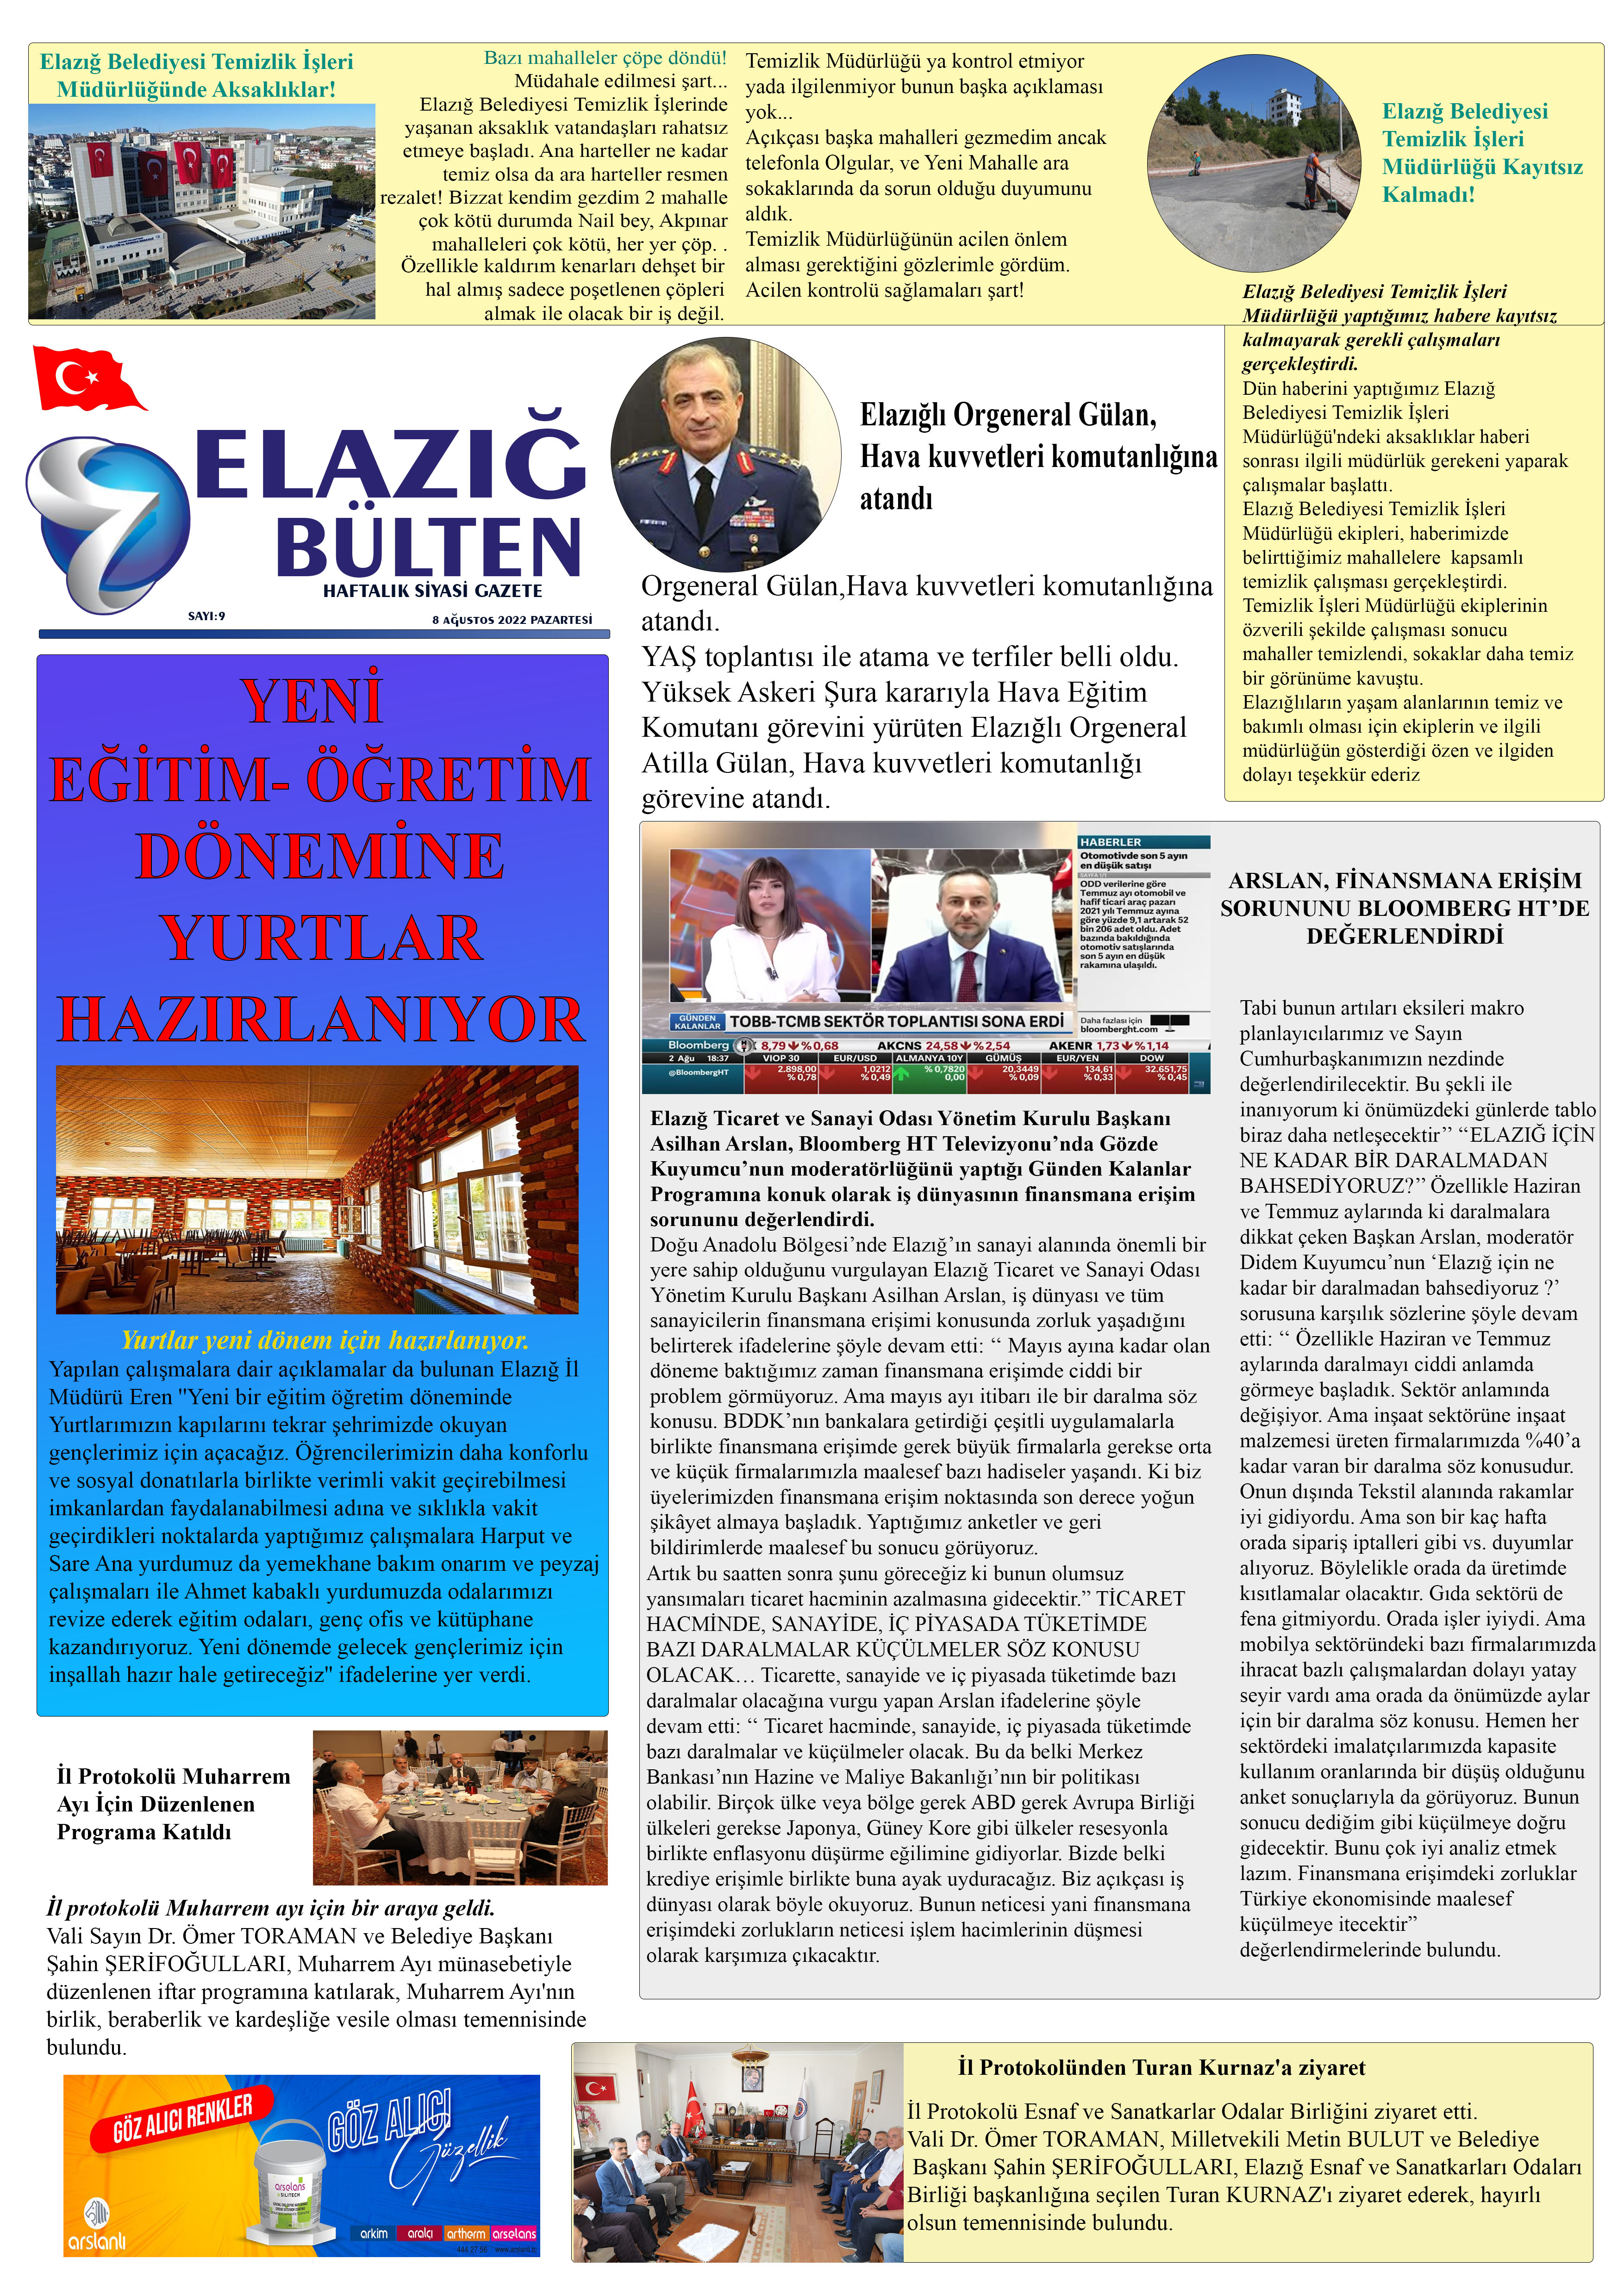 Elazığ Belediyesi Temizlik İşleri
Müdürlüğünde Aksaklıklar!
Bazı mahalleler çöpe döndü!
Müdahale edilmesi şart...
Elazığ Belediyesi Temizlik İşlerinde
yaşanan aksaklık vatandaşları rahatsız
etmeye başladı. Ana harteller ne kadar
temiz olsa da ara harteller resmen
rezalet! Bizzat kendim gezdim 2 mahalle
çok kötü durumda Nail bey, Akpınar
mahalleleri çok kötü, her yer çöp. .
Özellikle kaldırım kenarları dehşet bir
hal almış sadece poşetlenen çöpleri
almak ile olacak bir iş değil.
Temizlik Müdürlüğü ya kontrol etmiyor
yada ilgilenmiyor bunun başka açıklaması
yok...
Açıkçası başka mahalleri gezmedim ancak
telefonla Olgular, ve Yeni Mahalle ara
sokaklarında da sorun olduğu duyumunu
aldık.
Temizlik Müdürlüğünün acilen önlem
alması gerektiğini gözlerimle gördüm.
Acilen kontrolü sağlamaları şart!
Elazığ Belediyesi
Temizlik İşleri
Müdürlüğü Kayıtsız
Kalmadı!
Elazığ Belediyesi Temizlik İşleri
Müdürlüğü yaptığımız habere kayıtsız
kalmayarak gerekli çalışmaları
gerçekleştirdi.
Dün haberini yaptığımız Elazığ
Belediyesi Temizlik İşleri
Müdürlüğü'ndeki aksaklıklar haberi
sonrası ilgili müdürlük gerekeni yaparak
çalışmalar başlattı.
Elazığ Belediyesi Temizlik İşleri
Müdürlüğü ekipleri, haberimizde
belirttiğimiz mahallelere  kapsamlı
temizlik çalışması gerçekleştirdi.
Temizlik İşleri Müdürlüğü ekiplerinin
özverili şekilde çalışması sonucu
mahaller temizlendi, sokaklar daha temiz
bir görünüme kavuştu.
Elazığlıların yaşam alanlarının temiz ve
bakımlı olması için ekiplerin ve ilgili
müdürlüğün gösterdiği özen ve ilgiden
dolayı teşekkür ederiz
ELAZIĞ
BÜLTEN
HAFTALIK SİYASİ GAZETE
SAYI:9
8 AĞUSTOS 2022 PAZARTESİ
Elazığlı Orgeneral Gülan,
Hava kuvvetleri komutanlığına
atandı
Orgeneral Gülan,Hava kuvvetleri komutanlığına
atandı.
YAŞ toplantısı ile atama ve terfiler belli oldu.
Yüksek Askeri Şura kararıyla Hava Eğitim
Komutanı görevini yürüten Elazığlı Orgeneral
Atilla Gülan, Hava kuvvetleri komutanlığı
görevine atandı.
YENİ
EĞİTİM- ÖĞRETİM
DÖNEMİNE
YURTLAR
HAZIRLANIYOR
Yurtlar yeni dönem için hazırlanıyor.
Yapılan çalışmalara dair açıklamalar da bulunan Elazığ İl
Müdürü Eren "Yeni bir eğitim öğretim döneminde
Yurtlarımızın kapılarını tekrar şehrimizde okuyan
gençlerimiz için açacağız. Öğrencilerimizin daha konforlu
ve sosyal donatılarla birlikte verimli vakit geçirebilmesi
imkanlardan faydalanabilmesi adına ve sıklıkla vakit
geçirdikleri noktalarda yaptığımız çalışmalara Harput ve
Sare Ana yurdumuz da yemekhane bakım onarım ve peyzaj
çalışmaları ile Ahmet kabaklı yurdumuzda odalarımızı
revize ederek eğitim odaları, genç ofis ve kütüphane
kazandırıyoruz. Yeni dönemde gelecek gençlerimiz için
inşallah hazır hale getireceğiz" ifadelerine yer verdi.
HABERLER
Otomotivde son 5 ayın
en düşük satışı
SAYFA 1/1
ODD verilerine göre
Temmuz ayı otomobil ve
hafif ticari araç pazarı
2021 yılı Temmuz ayına
göre yüzde 9,1 artarak 52
bin 206 adet oldu. Adet
bazında bakıldığında
otomotiv satışlarında
son 5 ayın en düşük
rakamına ulaşıldı.
GÜNDEN
KALANLAR
TOBB-TCMB SEKTÖR TOPLANTISI SONA ERDİ
Daha fazlası için
bloomberght.com
Bloomberg
8,79 %0,68 AKCNS 24,58 %2,54 AKENR 1,73 %1,14
2 Ağu 18:37 VIOP 30 EUR/USD ALMANYA 10Y GÜMÜŞ EUR/YEN DOW
@BloombergHT 2.898,00 1,0212 % 0,7820 20,3449 134,61 32.651,75
% 0,78 % 0,49 0,00 % 0,09 % 0,33 % 0,45
ARSLAN, FİNANSMANA ERİŞİM
SORUNUNU BLOOMBERG HT’DE
DEĞERLENDİRDİ
Elazığ Ticaret ve Sanayi Odası Yönetim Kurulu Başkanı
Asilhan Arslan, Bloomberg HT Televizyonu’nda Gözde
Kuyumcu’nun moderatörlüğünü yaptığı Günden Kalanlar
Programına konuk olarak iş dünyasının finansmana erişim
sorununu değerlendirdi.
Doğu Anadolu Bölgesi’nde Elazığ’ın sanayi alanında önemli bir
yere sahip olduğunu vurgulayan Elazığ Ticaret ve Sanayi Odası
Yönetim Kurulu Başkanı Asilhan Arslan, iş dünyası ve tüm
sanayicilerin finansmana erişimi konusunda zorluk yaşadığını
belirterek ifadelerine şöyle devam etti: ‘‘ Mayıs ayına kadar olan
döneme baktığımız zaman finansmana erişimde ciddi bir
problem görmüyoruz. Ama mayıs ayı itibarı ile bir daralma söz
konusu. BDDK’nın bankalara getirdiği çeşitli uygulamalarla
birlikte finansmana erişimde gerek büyük firmalarla gerekse orta
ve küçük firmalarımızla maalesef bazı hadiseler yaşandı. Ki biz
üyelerimizden finansmana erişim noktasında son derece yoğun
şikâyet almaya başladık. Yaptığımız anketler ve geri
bildirimlerde maalesef bu sonucu görüyoruz.
Artık bu saatten sonra şunu göreceğiz ki bunun olumsuz
yansımaları ticaret hacminin azalmasına gidecektir.’’ TİCARET
HACMİNDE, SANAYİDE, İÇ PİYASADA TÜKETİMDE
BAZI DARALMALAR KÜÇÜLMELER SÖZ KONUSU
OLACAK… Ticarette, sanayide ve iç piyasada tüketimde bazı
daralmalar olacağına vurgu yapan Arslan ifadelerine şöyle
devam etti: ‘‘ Ticaret hacminde, sanayide, iç piyasada tüketimde
bazı daralmalar ve küçülmeler olacak. Bu da belki Merkez
Bankası’nın Hazine ve Maliye Bakanlığı’nın bir politikası
olabilir. Birçok ülke veya bölge gerek ABD gerek Avrupa Birliği
ülkeleri gerekse Japonya, Güney Kore gibi ülkeler resesyonla
birlikte enflasyonu düşürme eğilimine gidiyorlar. Bizde belki
krediye erişimle birlikte buna ayak uyduracağız. Biz açıkçası iş
dünyası olarak böyle okuyoruz. Bunun neticesi yani finansmana
erişimdeki zorlukların neticesi işlem hacimlerinin düşmesi
olarak karşımıza çıkacaktır.
Tabi bunun artıları eksileri makro
planlayıcılarımız ve Sayın
Cumhurbaşkanımızın nezdinde
değerlendirilecektir. Bu şekli ile
inanıyorum ki önümüzdeki günlerde tablo
biraz daha netleşecektir’’ ‘‘ELAZIĞ İÇİN
NE KADAR BİR DARALMADAN
BAHSEDİYORUZ?’’ Özellikle Haziran
ve Temmuz aylarında ki daralmalara
dikkat çeken Başkan Arslan, moderatör
Didem Kuyumcu’nun ‘Elazığ için ne
kadar bir daralmadan bahsediyoruz ?’
sorusuna karşılık sözlerine şöyle devam
etti: ‘‘ Özellikle Haziran ve Temmuz
aylarında daralmayı ciddi anlamda
görmeye başladık. Sektör anlamında
değişiyor. Ama inşaat sektörüne inşaat
malzemesi üreten firmalarımızda %40’a
kadar varan bir daralma söz konusudur.
Onun dışında Tekstil alanında rakamlar
iyi gidiyordu. Ama son bir kaç hafta
orada sipariş iptalleri gibi vs. duyumlar
alıyoruz. Böylelikle orada da üretimde
kısıtlamalar olacaktır. Gıda sektörü de
fena gitmiyordu. Orada işler iyiydi. Ama
mobilya sektöründeki bazı firmalarımızda
ihracat bazlı çalışmalardan dolayı yatay
seyir vardı ama orada da önümüzde aylar
için bir daralma söz konusu. Hemen her
sektördeki imalatçılarımızda kapasite
kullanım oranlarında bir düşüş olduğunu
anket sonuçlarıyla da görüyoruz. Bunun
sonucu dediğim gibi küçülmeye doğru
gidecektir. Bunu çok iyi analiz etmek
lazım. Finansmana erişimdeki zorluklar
Türkiye ekonomisinde maalesef
küçülmeye itecektir”
değerlendirmelerinde bulundu.
İl Protokolü Muharrem
Ayı İçin Düzenlenen
Programa Katıldı
İl protokolü Muharrem ayı için bir araya geldi.
Vali Sayın Dr. Ömer TORAMAN ve Belediye Başkanı
Şahin ŞERİFOĞULLARI, Muharrem Ayı münasebetiyle
düzenlenen iftar programına katılarak, Muharrem Ayı'nın
birlik, beraberlik ve kardeşliğe vesile olması temennisinde
bulundu.
GÖZ ALICI RENKLER
GÖZ ALICI
Güzellik
arselans
SILITECH
arslanlı
arkim aralçı artherm arselans
444 27 56 www.arslanli.tr
İl Protokolünden Turan Kurnaz'a ziyaret
İl Protokolü Esnaf ve Sanatkarlar Odalar Birliğini ziyaret etti.
Vali Dr. Ömer TORAMAN, Milletvekili Metin BULUT ve Belediye
Başkanı Şahin ŞERİFOĞULLARI, Elazığ Esnaf ve Sanatkarları Odaları
Birliği başkanlığına seçilen Turan KURNAZ'ı ziyaret ederek, hayırlı
olsun temennisinde bulundu.